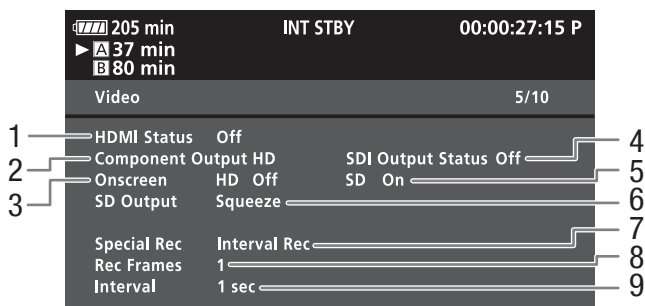 205 min INT STBY 00:00:27:15 P
A 37 min
B 80 min
Video 5/10
1 HDMI Status Off
2 Component Output HD SDI Output Status Off 4
3 Onscreen HD Off SD On 5
SD Output Squeeze 6
Special Rec Interval Rec 7
Rec Frames 1 8
Interval 1 sec 9